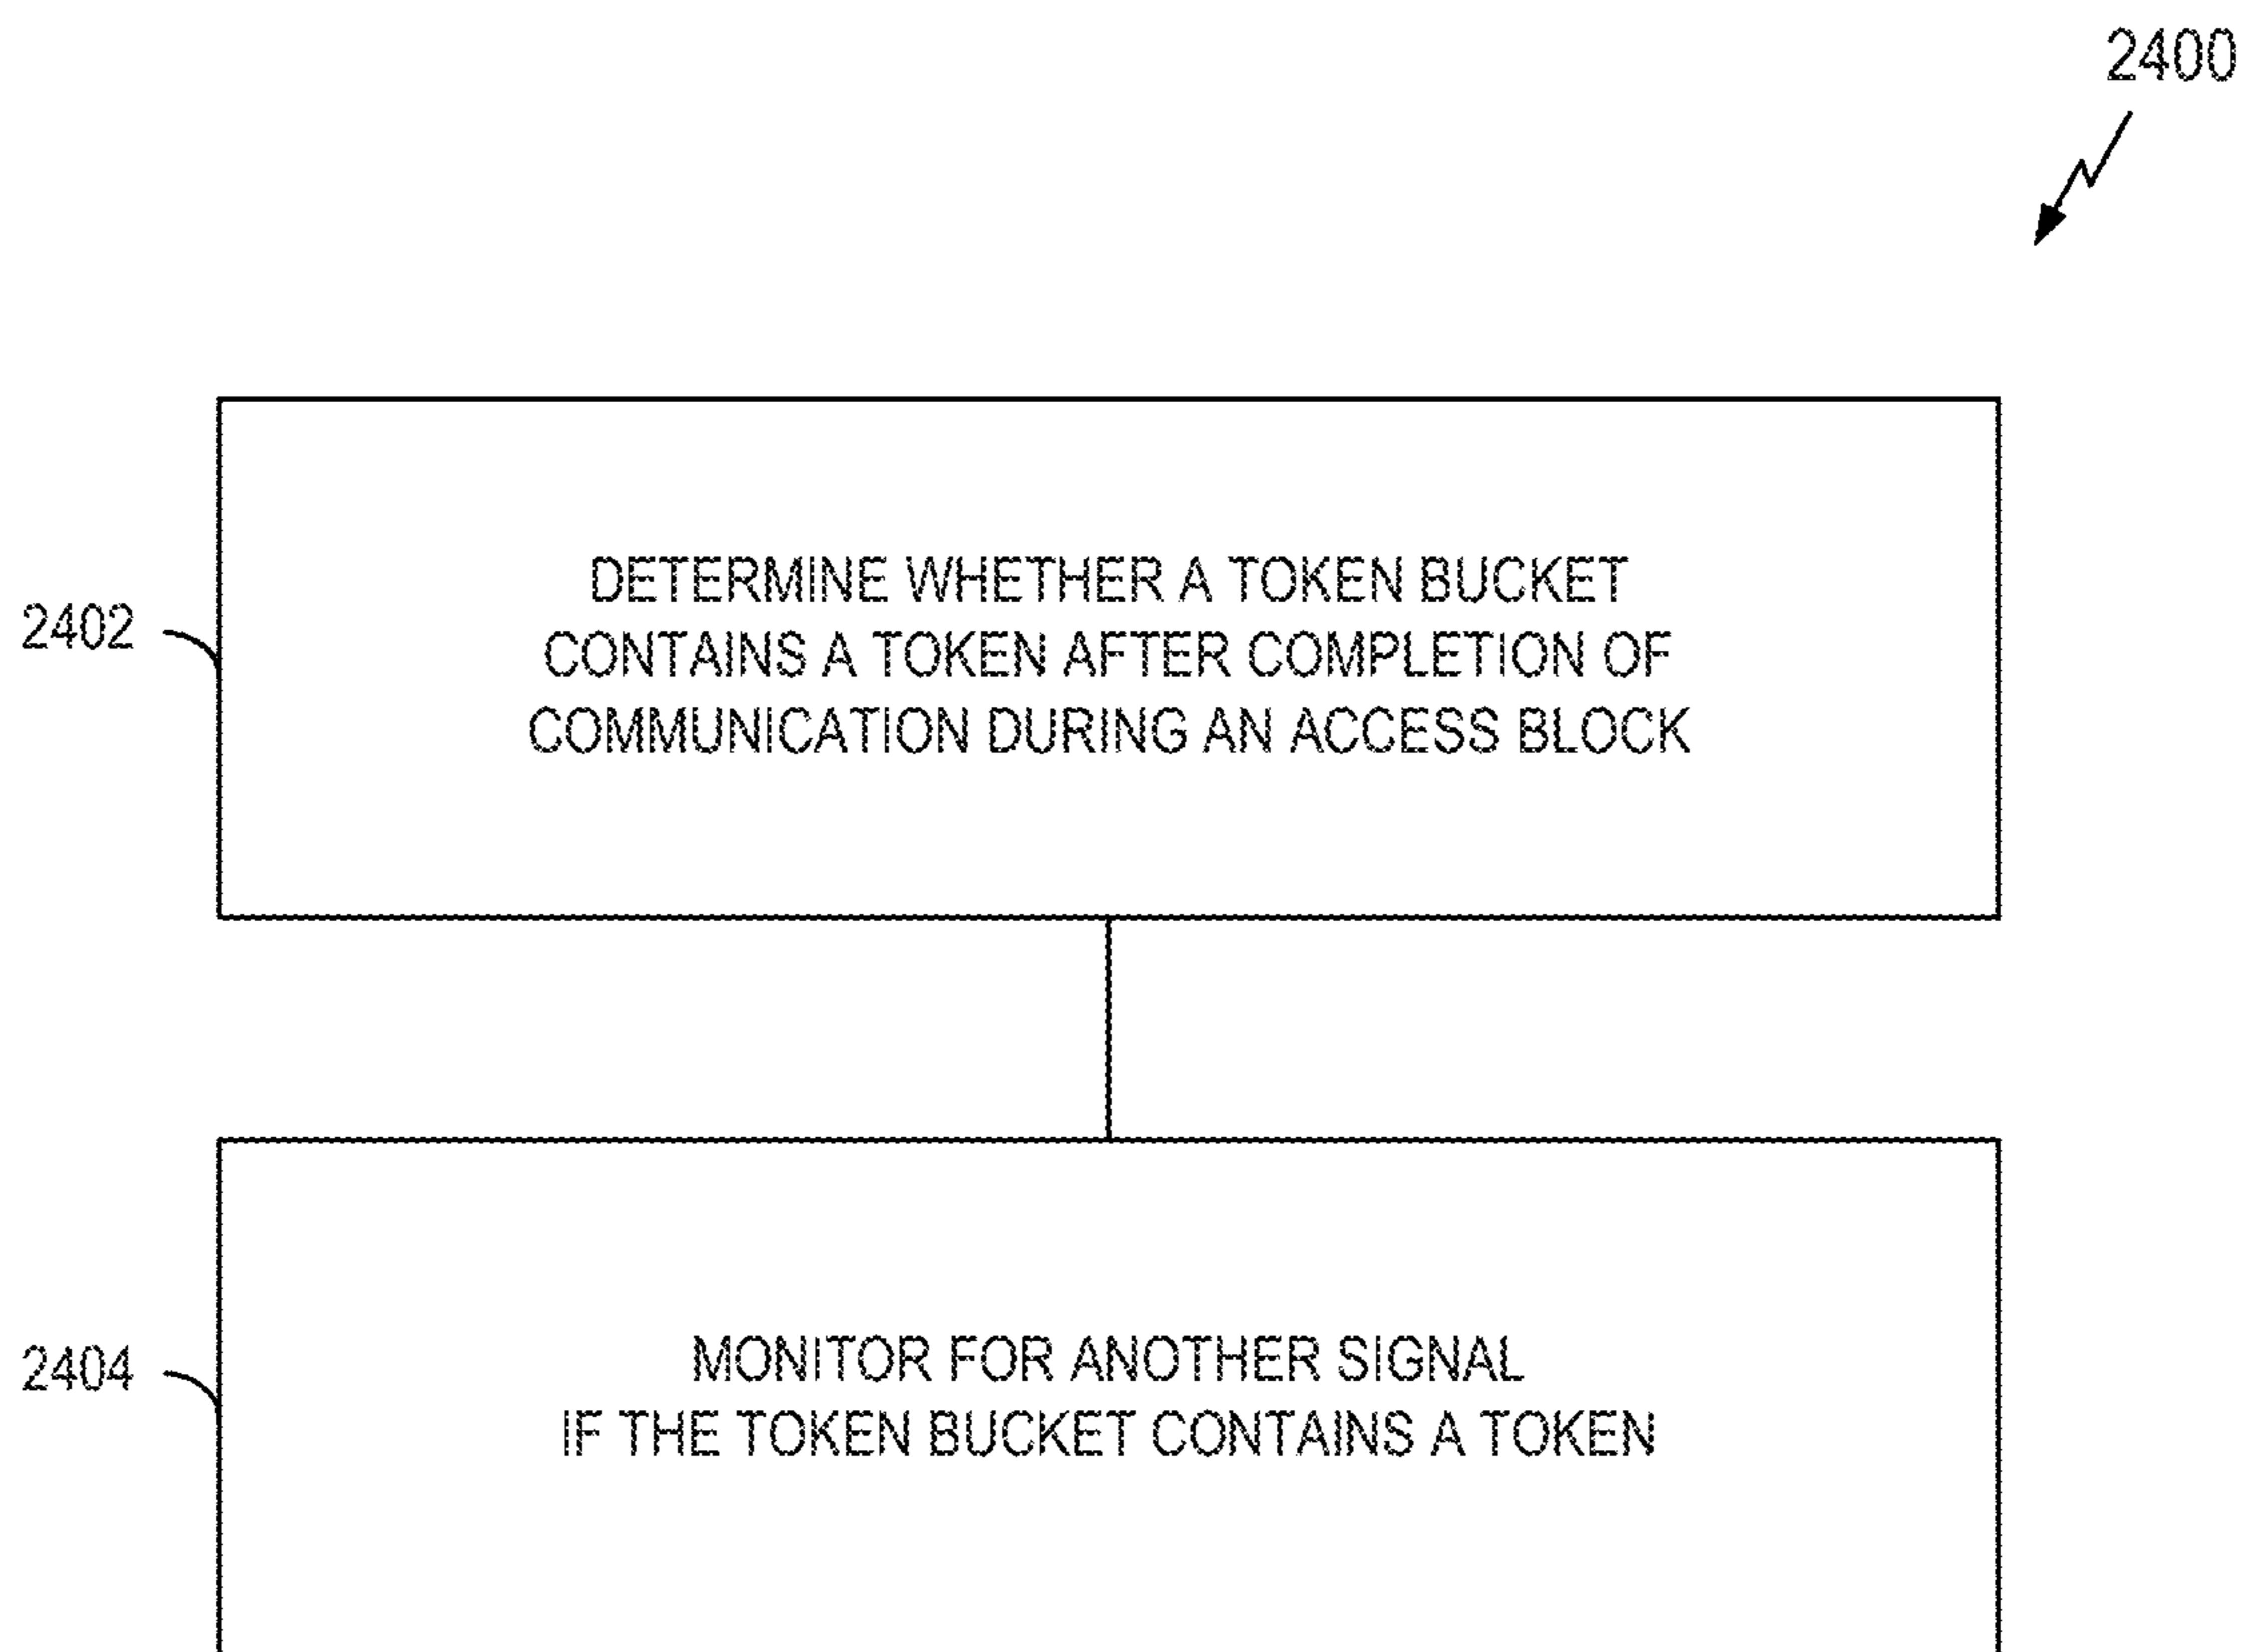 2400
2402
DETERMINE WHETHER A TOKEN BUCKET
CONTAINS A TOKEN AFTER COMPLETION OF
COMMUNICATION DURING AN ACCESS BLOCK
2404
MONITOR FOR ANOTHER SIGNAL
IF THE TOKEN BUCKET CONTAINS A TOKEN